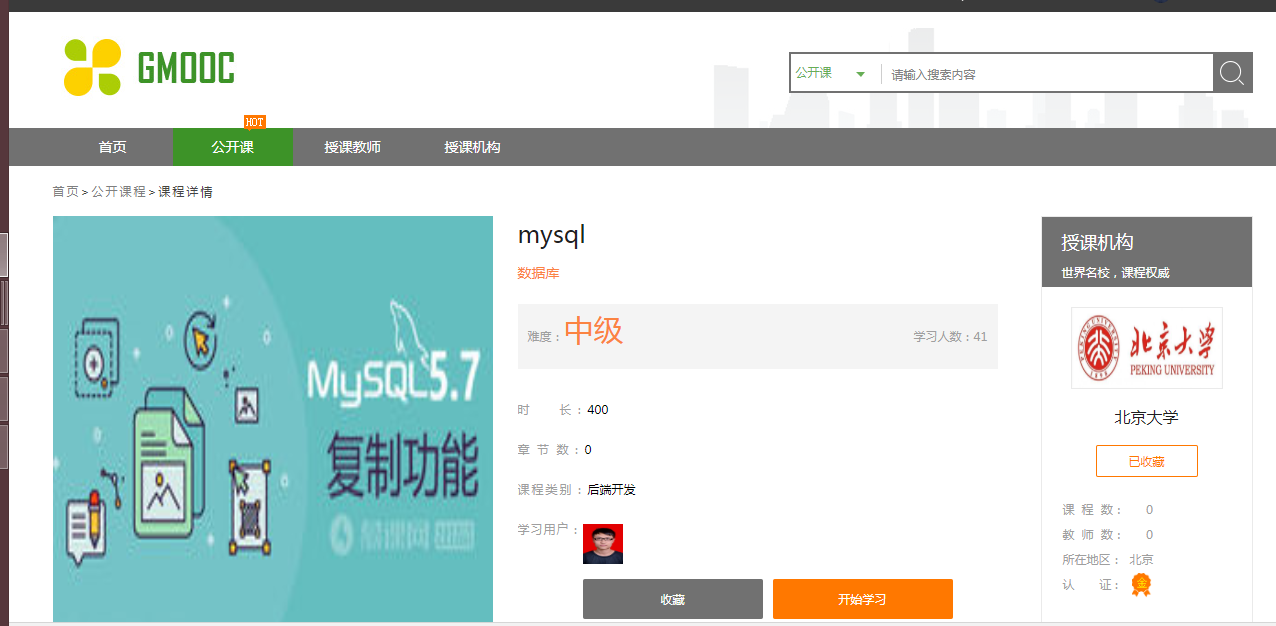 GMOOC
公开课
请输入搜索内容
HOT
首页
公开课
授课教师
授课机构
首页>公开课程>课程详情
MySQL5.7
复制功能
mysql
数据库
难度：中级
学习人数：41
时 长：400
章 节 数：0
课程类别：后端开发
学习用户：
收藏
开始学习
授课机构
世界名校，课程权威
北京大学
PEKING UNIVERSITY
北京大学
已收藏
课 程 数： 0
教 师 数： 0
所在地区： 北京
认 证： 金